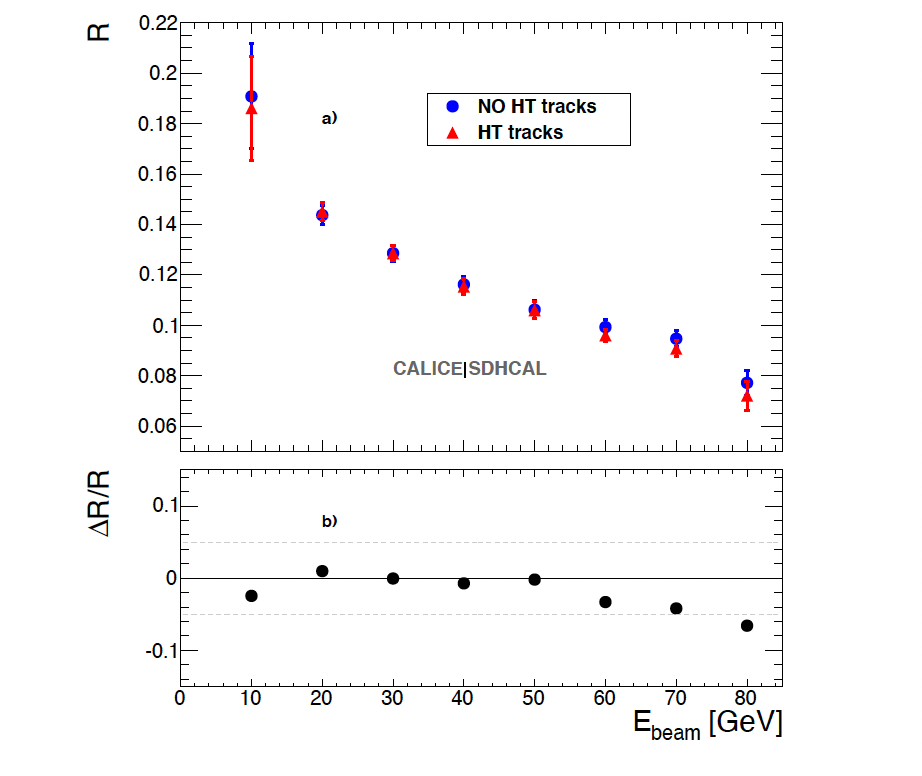 R
0.22
0.2
0.18
0.16
0.14
0.12
0.1
0.08
0.06
a)
NO HT tracks
HT tracks
CALICE|SDHCAL
ΔR/R
0.1
0
-0.1
b)
0 10 20 30 40 50 60 70 80
E_beam [GeV]